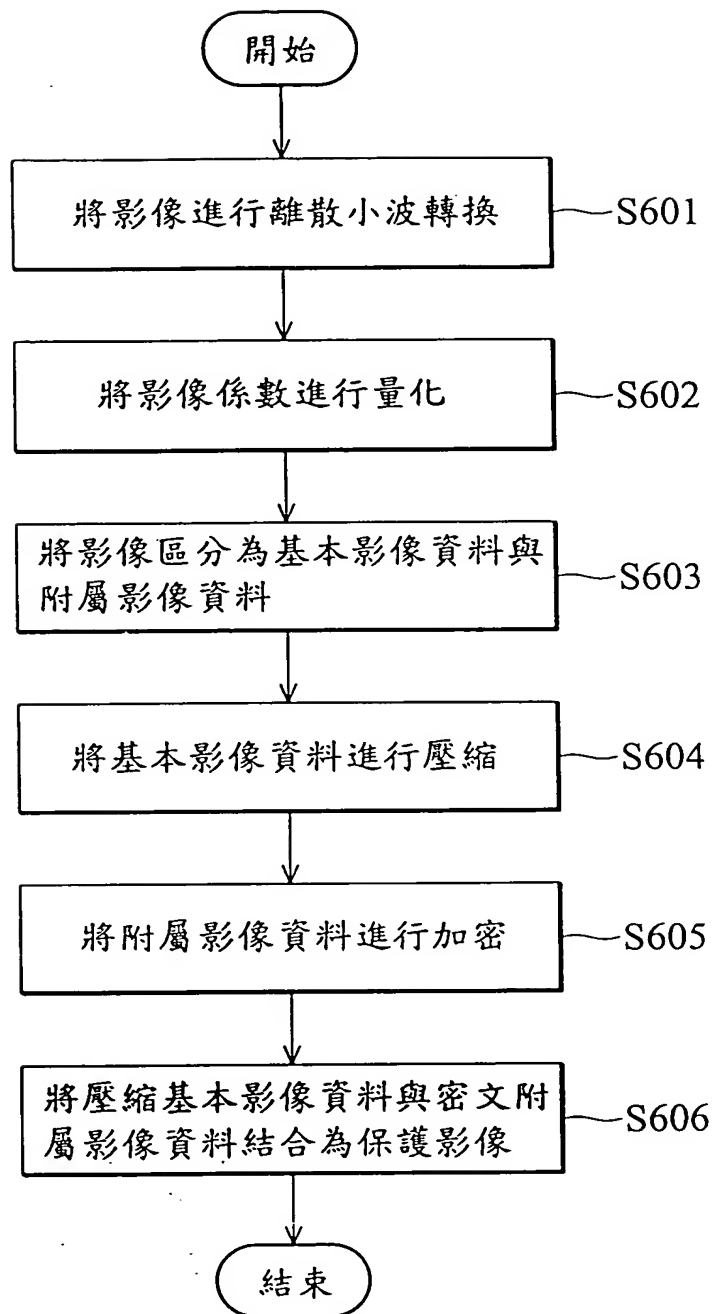 開始
將影像進行離散小波轉換
S601
將影像係數進行量化
S602
將影像區分為基本影像資料與
附屬影像資料
S603
將基本影像資料進行壓縮
S604
將附屬影像資料進行加密
S605
將壓縮基本影像資料與密文附
屬影像資料結合為保護影像
S606
結束